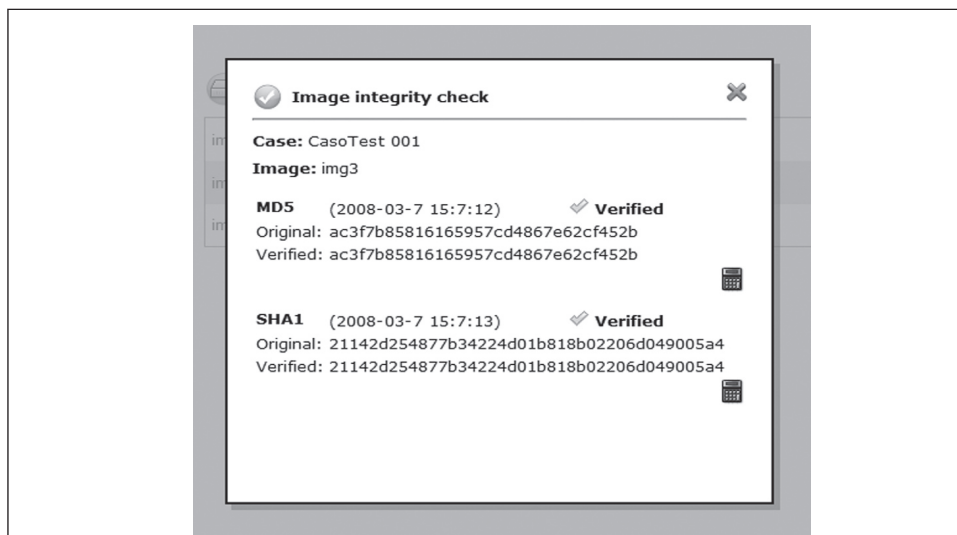 Image integrity check
Case: CasoTest 001
Image: img3
MD5 (2008-03-7 15:7:12) Verified
Original: ac3f7b85816165957cd4867e62cf452b
Verified: ac3f7b85816165957cd4867e62cf452b
SHA1 (2008-03-7 15:7:13) Verified
Original: 21142d254877b34224d01b818b02206d049005a4
Verified: 21142d254877b34224d01b818b02206d049005a4